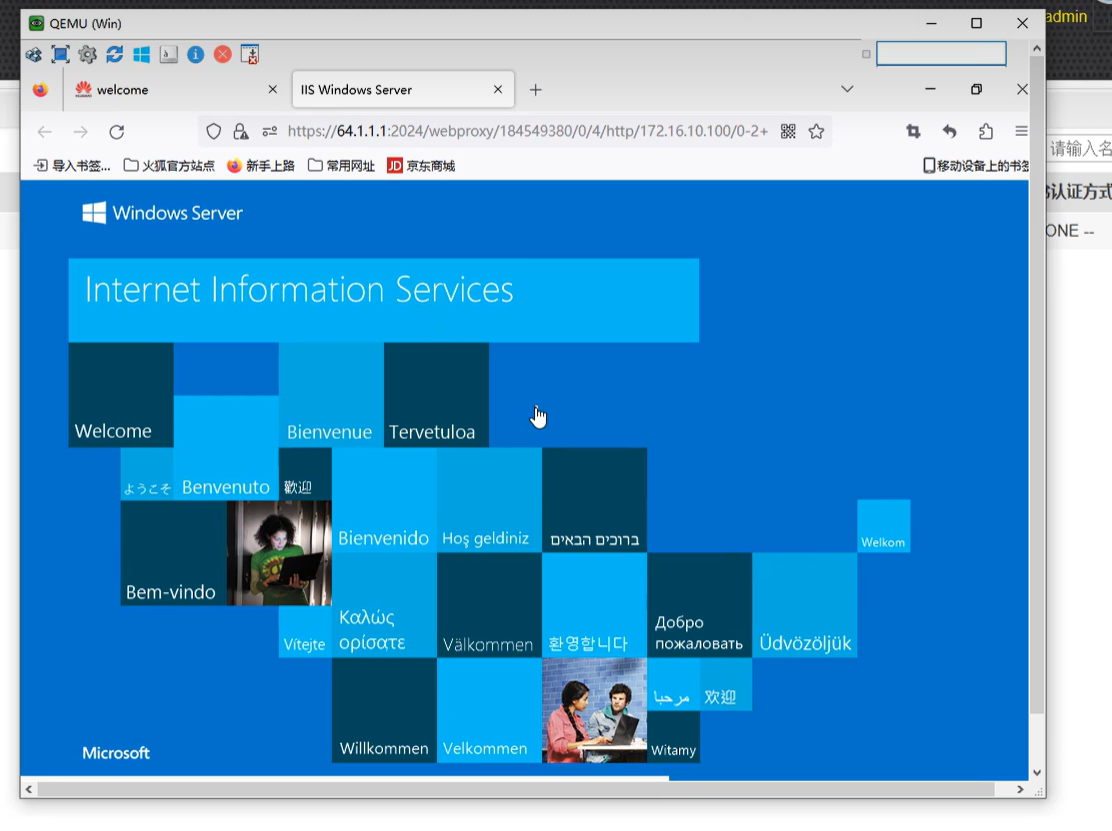 QEMU (Win)
admin
welcome
IIS Windows Server
https://64.1.1.1:2024/webproxy/184549380/0/4/http/172.16.10.100/0-2+
导入书签...
火狐官方站点
新手上路
常用网址
JD 京东商城
移动设备上的书签
请输入名
认证方式
ONE --
Windows Server
Internet Information Services
Welcome
Bienvenue
Tervetuloa
ようこそ
Benvenuto
歡迎
Bienvenido
Hoş geldiniz
ברוכים הבאים
Welkom
Bem-vindo
Vítejte
Καλώς
ορίσατε
Välkommen
환영합니다
Добро
пожаловать
Üdvözöljük
مرحبا
欢迎
Willkommen
Velkommen
Witamy
Microsoft